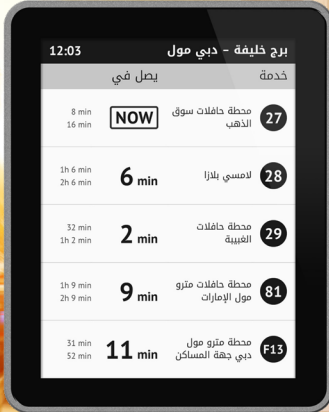 برج خليفة – دبي مول 12:03
خدمة يصل في
27 محطة حافلات سوق الذهب NOW 8 min 16 min
28 لامسي بلازا 6 min 1h 6 min 2h 6 min
29 محطة حافلات الغبيبة 2 min 32 min 1h 2 min
81 محطة حافلات مترو مول الإمارات 9 min 1h 9 min 2h 9 min
F13 محطة مترو مول دبي جهة المساكن 11 min 31 min 52 min